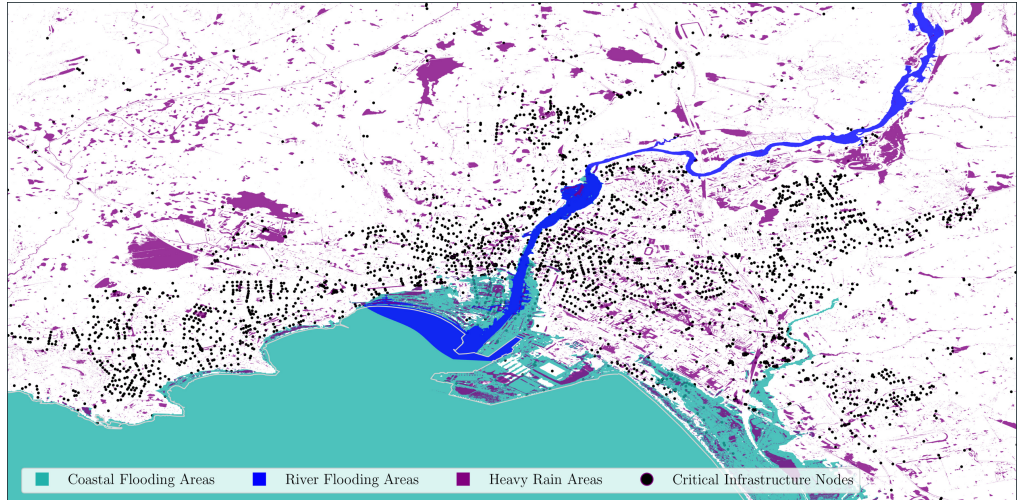 Coastal Flooding Areas
River Flooding Areas
Heavy Rain Areas
Critical Infrastructure Nodes